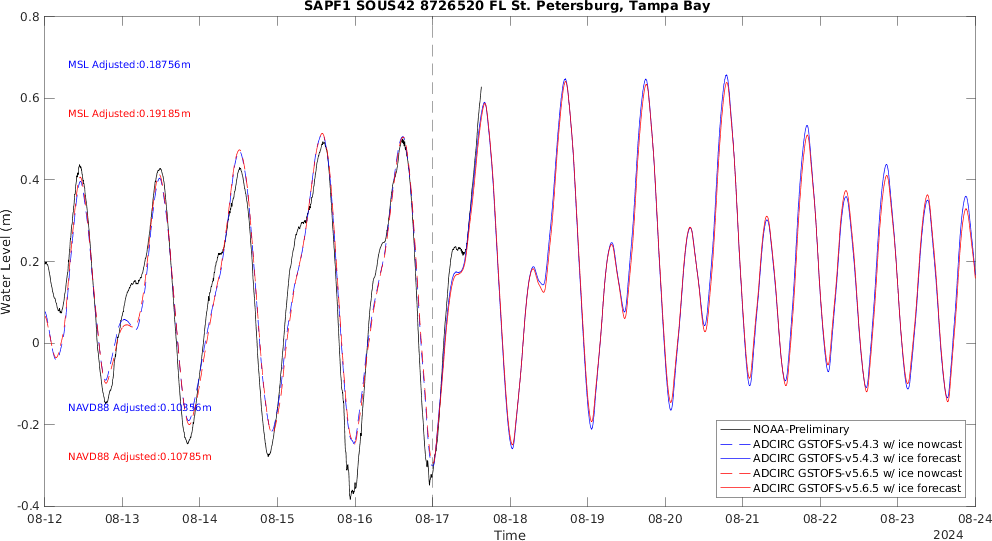 SAPF1 SOUS42 8726520 FL St. Petersburg, Tampa Bay
0.8
0.6
0.4
0.2
0
-0.2
-0.4
Water Level (m)
MSL Adjusted:0.18756m
MSL Adjusted:0.19185m
NAVD88 Adjusted:0.10356m
NAVD88 Adjusted:0.10785m
NOAA-Preliminary
ADCIRC GSTOFS-v5.4.3 w/ ice nowcast
ADCIRC GSTOFS-v5.4.3 w/ ice forecast
ADCIRC GSTOFS-v5.6.5 w/ ice nowcast
ADCIRC GSTOFS-v5.6.5 w/ ice forecast
08-12 08-13 08-14 08-15 08-16 08-17 08-18 08-19 08-20 08-21 08-22 08-23 08-24
Time
2024